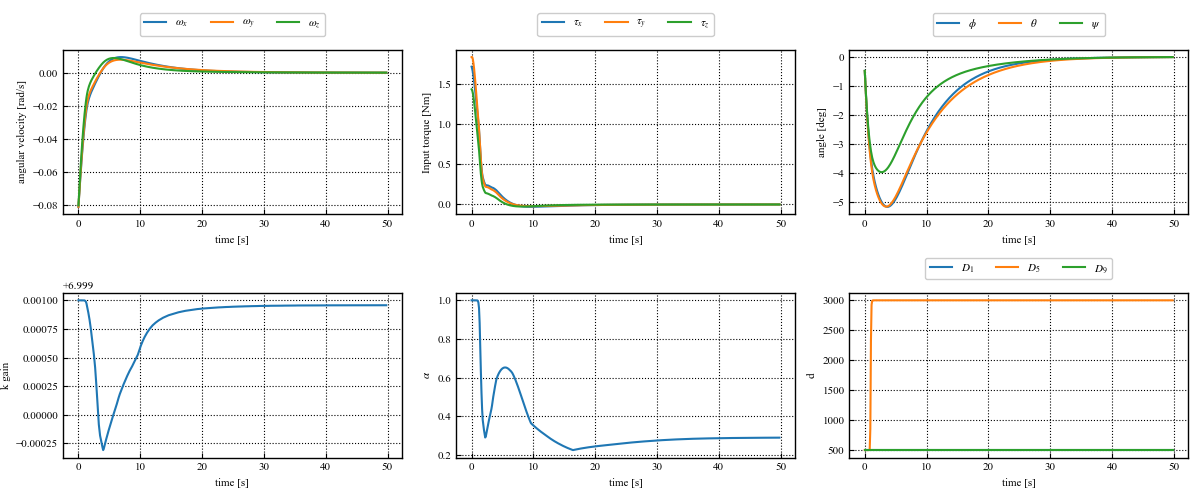 ωx ωy ωz
τx τy τz
ϕ θ ψ
angular velocity [rad/s]
0.00
−0.02
−0.04
−0.06
−0.08
0 10 20 30 40 50
time [s]
Input torque [Nm]
1.5
1.0
0.5
0.0
0 10 20 30 40 50
time [s]
angle [deg]
0
−1
−2
−3
−4
−5
0 10 20 30 40 50
time [s]
+6.999
k gain
0.00100
0.00075
0.00050
0.00025
0.00000
−0.00025
0 10 20 30 40 50
time [s]
α
1.0
0.8
0.6
0.4
0.2
0 10 20 30 40 50
time [s]
D1 D5 D9
d
3000
2500
2000
1500
1000
500
0 10 20 30 40 50
time [s]